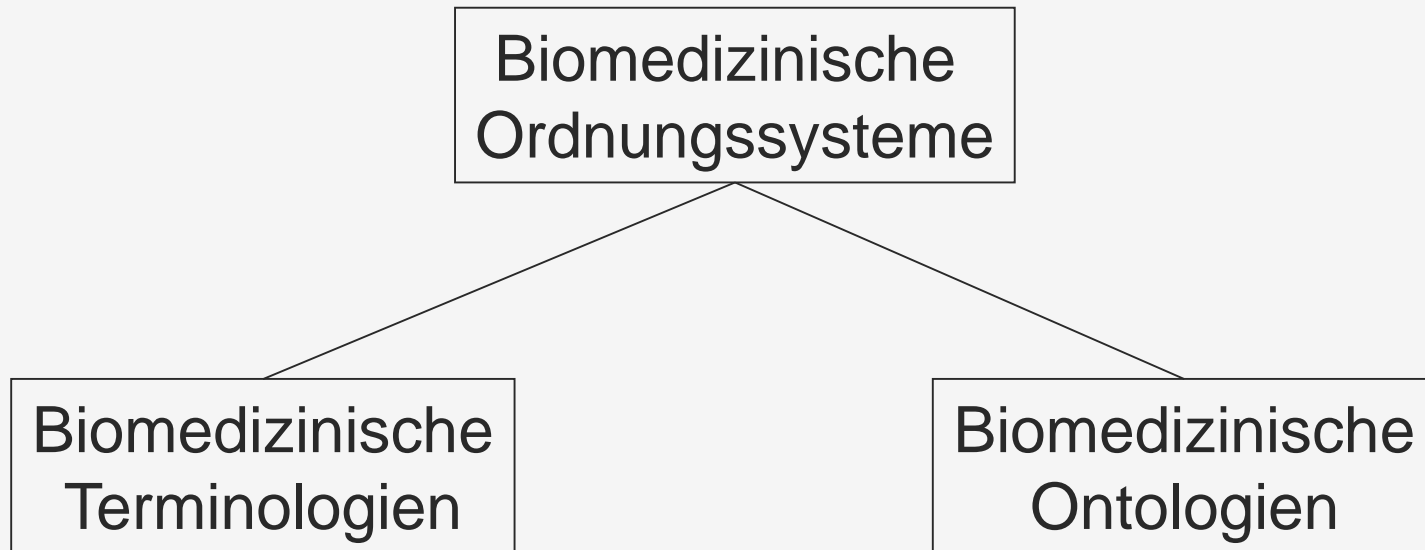 Biomedizinische
Ordnungssysteme
Biomedizinische
Terminologien
Biomedizinische
Ontologien